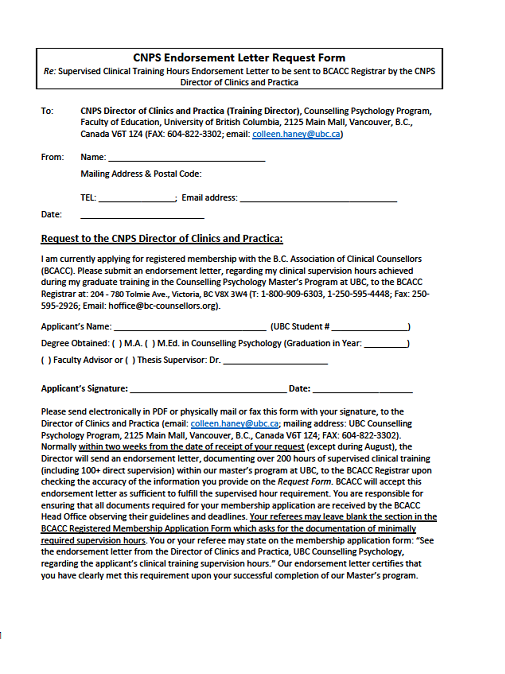 CNPS Endorsement Letter Request Form
Re: Supervised Clinical Training Hours Endorsement Letter to be sent to BCACC Registrar by the CNPS
Director of Clinics and Practica
To: CNPS Director of Clinics and Practica (Training Director), Counselling Psychology Program,
Faculty of Education, University of British Columbia, 2125 Main Mall, Vancouver, B.C.,
Canada V6T 1Z4 (FAX: 604-822-3302; email: colleen.haney@ubc.ca)
From: Name: ____________________________________
Mailing Address & Postal Code:
TEL: _________________; Email address: ____________________________________
Date: ____________________________
Request to the CNPS Director of Clinics and Practica:
I am currently applying for registered membership with the B.C. Association of Clinical Counsellors
(BCACC). Please submit an endorsement letter, regarding my clinical supervision hours achieved
during my graduate training in the Counselling Psychology Master's Program at UBC, to the BCACC
Registrar at: 204 - 780 Tolmie Ave., Victoria, BC V8X 3W4 (T: 1-800-909-6303, 1-250-595-4448; Fax: 250-
595-2926; Email: hoffice@bc-counsellors.org).
Applicant's Name: ___________________________________ (UBC Student # __________________)
Degree Obtained: ( ) M.A. ( ) M.Ed. in Counselling Psychology (Graduation in Year: __________)
( ) Faculty Advisor or ( ) Thesis Supervisor: Dr. ________________________
Applicant's Signature: ____________________________________ Date: _______________________
Please send electronically in PDF or physically mail or fax this form with your signature, to the
Director of Clinics and Practica (email: colleen.haney@ubc.ca; mailing address: UBC Counselling
Psychology Program, 2125 Main Mall, Vancouver, B.C., Canada V6T 1Z4; FAX: 604-822-3302).
Normally within two weeks from the date of receipt of your request (except during August), the
Director will send an endorsement letter, documenting over 200 hours of supervised clinical training
(including 100+ direct supervision) within our master's program at UBC, to the BCACC Registrar upon
checking the accuracy of the information you provide on the Request Form. BCACC will accept this
endorsement letter as sufficient to fulfill the supervised hour requirement. You are responsible for
ensuring that all documents required for your membership application are received by the BCACC
Head Office observing their guidelines and deadlines. Your referees may leave blank the section in the
BCACC Registered Membership Application Form which asks for the documentation of minimally
required supervision hours. You or your referee may state on the membership application form: "See
the endorsement letter from the Director of Clinics and Practica, UBC Counselling Psychology,
regarding the applicant's clinical training supervision hours." Our endorsement letter certifies that
you have clearly met this requirement upon your successful completion of our Master's program.